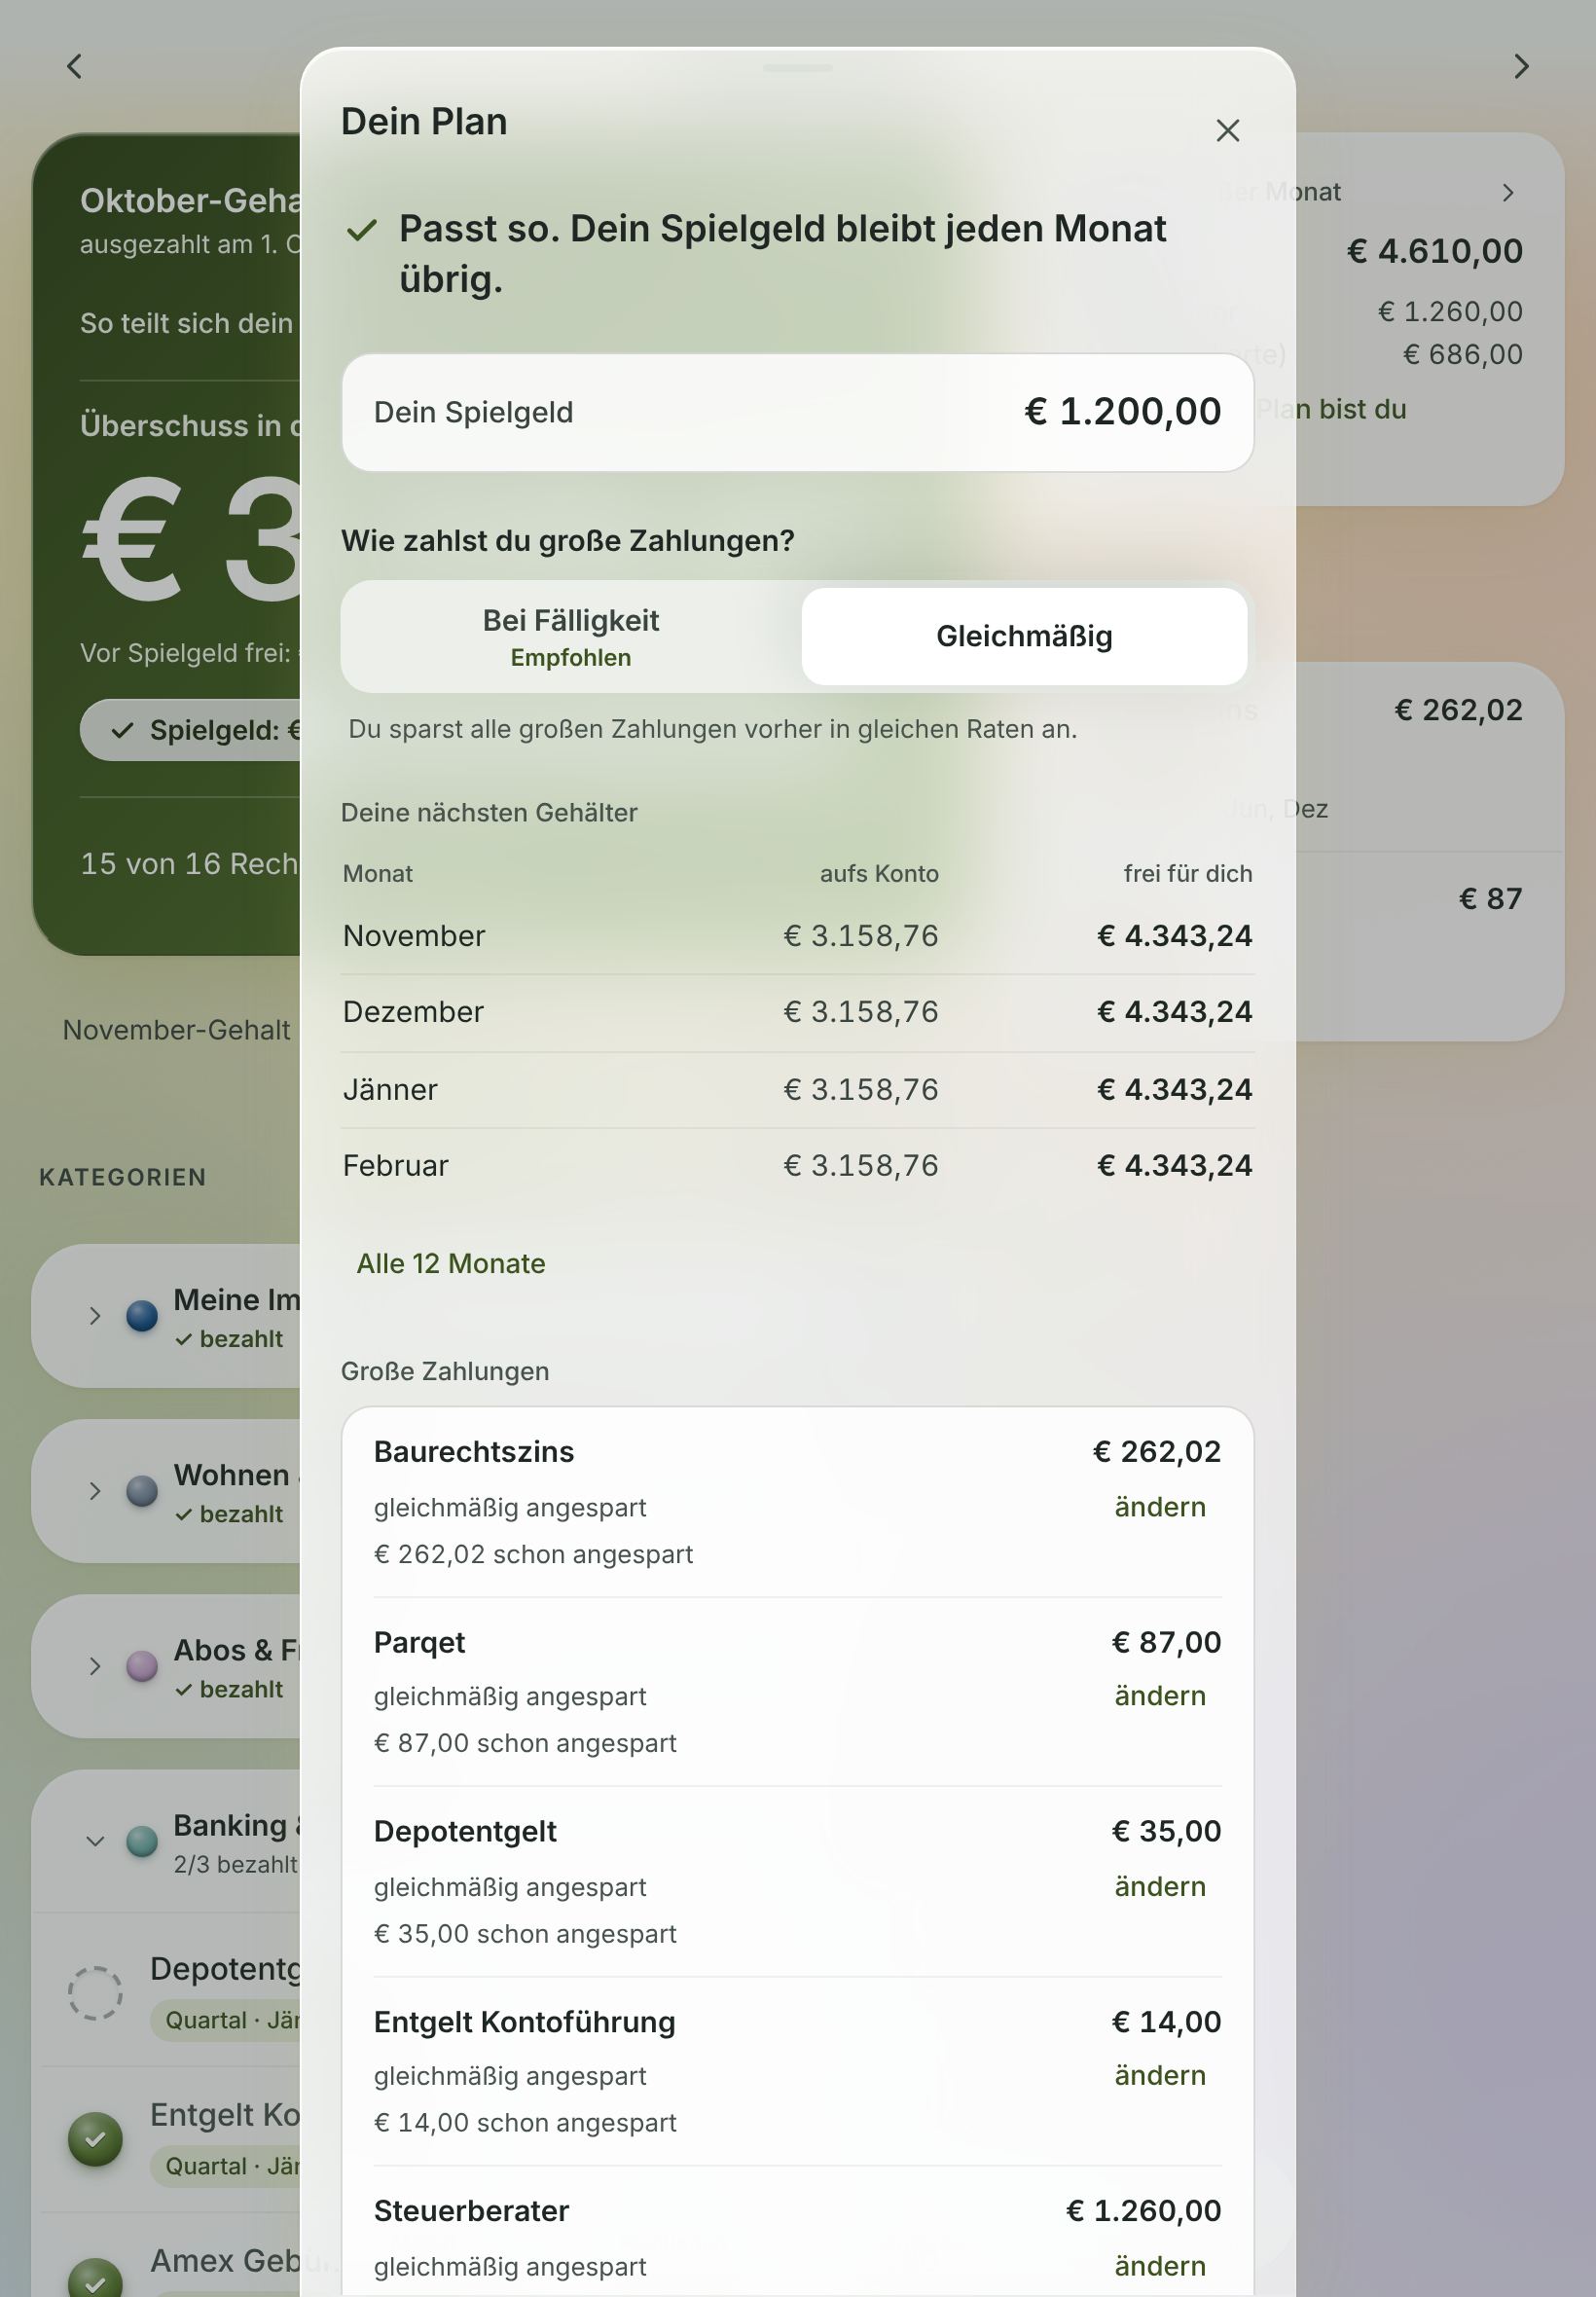 Dein Plan
Passt so. Dein Spielgeld bleibt jeden Monat
übrig.
Dein Spielgeld € 1.200,00
Wie zahlst du große Zahlungen?
Bei Fälligkeit
Empfohlen
Gleichmäßig
Du sparst alle großen Zahlungen vorher in gleichen Raten an.
Deine nächsten Gehälter
Monat aufs Konto frei für dich
November € 3.158,76 € 4.343,24
Dezember € 3.158,76 € 4.343,24
Jänner € 3.158,76 € 4.343,24
Februar € 3.158,76 € 4.343,24
Alle 12 Monate
Große Zahlungen
Baurechtszins € 262,02
gleichmäßig angespart ändern
€ 262,02 schon angespart
Parqet € 87,00
gleichmäßig angespart ändern
€ 87,00 schon angespart
Depotentgelt € 35,00
gleichmäßig angespart ändern
€ 35,00 schon angespart
Entgelt Kontoführung € 14,00
gleichmäßig angespart ändern
€ 14,00 schon angespart
Steuerberater € 1.260,00
gleichmäßig angespart ändern
Oktober-Geha
ausgezahlt am 1. O
So teilt sich dein
Überschuss in d
€ 3
Vor Spielgeld frei:
Spielgeld: €
15 von 16 Rech
November-Gehalt
KATEGORIEN
Meine Im
bezahlt
Wohnen
bezahlt
Abos & Fr
bezahlt
Banking &
2/3 bezahlt
Depotentg
Quartal · Jän
Entgelt Ko
Quartal · Jän
Amex Gebü
Monat
€ 4.610,00
€ 1.260,00
€ 686,00
Plan bist du
€ 262,02
Jun, Dez
€ 87